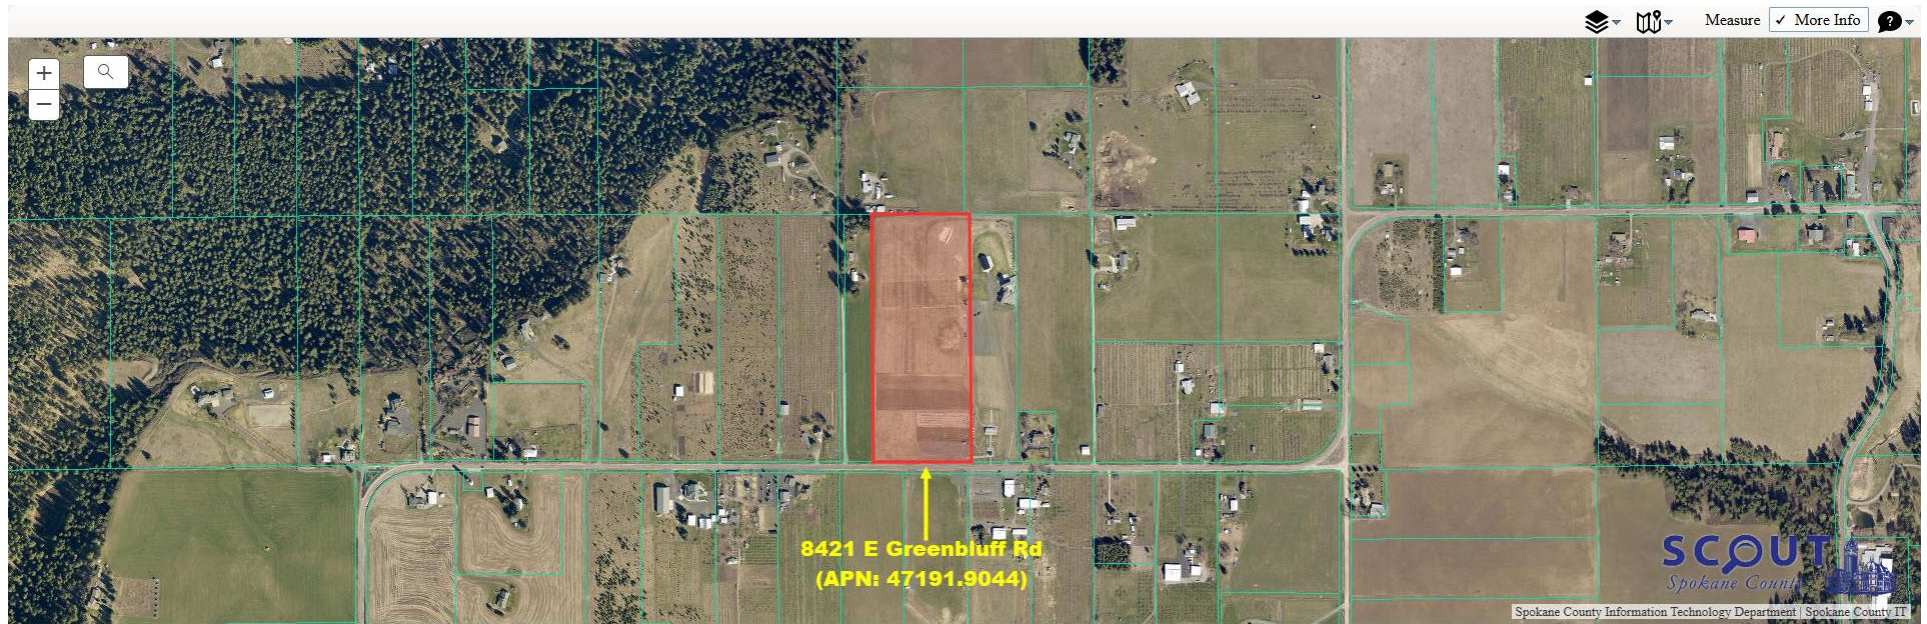 Measure ✓ More Info ?
+
−
8421 E Greenbluff Rd
(APN: 47191.9044)
SCOUT
Spokane County
Spokane County Information Technology Department | Spokane County IT